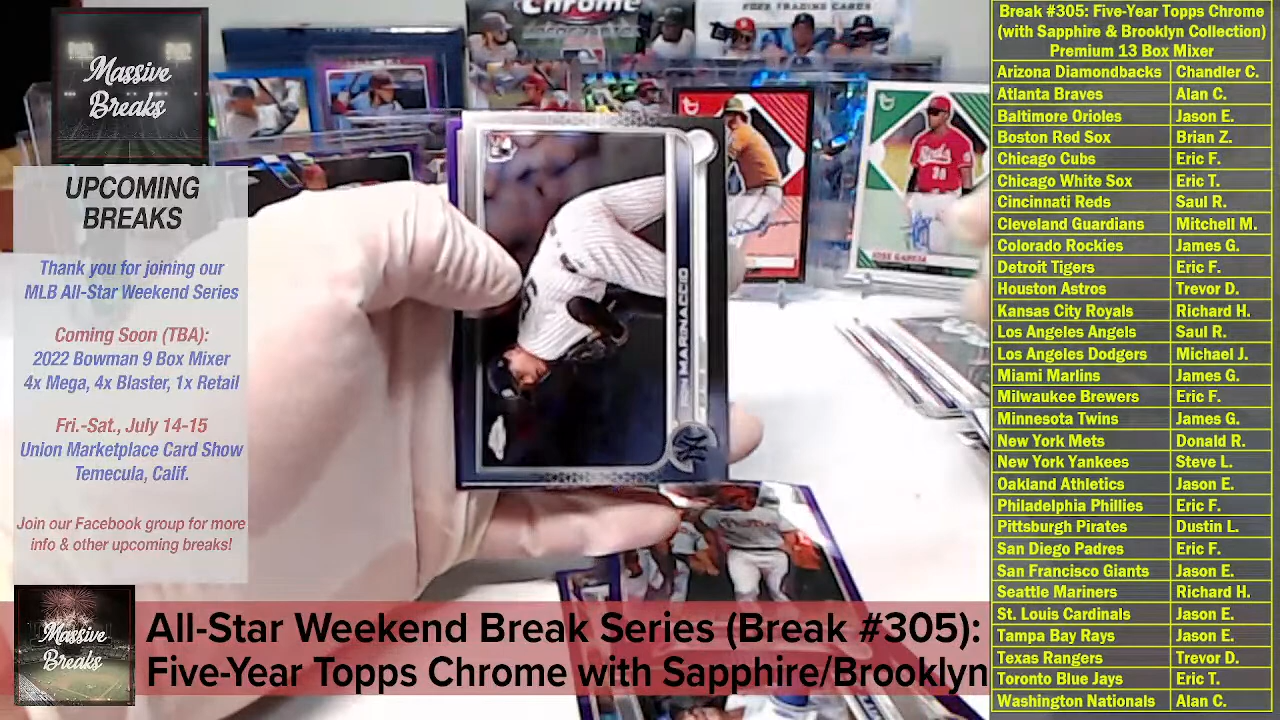 Massive
Breaks
UPCOMING
BREAKS
Thank you for joining our
MLB All-Star Weekend Series
Coming Soon (TBA):
2022 Bowman 9 Box Mixer
4x Mega, 4x Blaster, 1x Retail
Fri.-Sat., July 14-15
Union Marketplace Card Show
Temecula, Calif.
Join our Facebook group for more
info & other upcoming breaks!
Chrome
2022 TRADING CARDS
Reds
MARINACCIO
JOSE GARCIA
Massive
Breaks
All-Star Weekend Break Series (Break #305):
Five-Year Topps Chrome with Sapphire/Brooklyn
Break #305: Five-Year Topps Chrome
(with Sapphire & Brooklyn Collection)
Premium 13 Box Mixer
Arizona Diamondbacks Chandler C.
Atlanta Braves Alan C.
Baltimore Orioles Jason E.
Boston Red Sox Brian Z.
Chicago Cubs Eric F.
Chicago White Sox Eric T.
Cincinnati Reds Saul R.
Cleveland Guardians Mitchell M.
Colorado Rockies James G.
Detroit Tigers Eric F.
Houston Astros Trevor D.
Kansas City Royals Richard H.
Los Angeles Angels Saul R.
Los Angeles Dodgers Michael J.
Miami Marlins James G.
Milwaukee Brewers Eric F.
Minnesota Twins James G.
New York Mets Donald R.
New York Yankees Steve L.
Oakland Athletics Jason E.
Philadelphia Phillies Eric F.
Pittsburgh Pirates Dustin L.
San Diego Padres Eric F.
San Francisco Giants Jason E.
Seattle Mariners Richard H.
St. Louis Cardinals Jason E.
Tampa Bay Rays Jason E.
Texas Rangers Trevor D.
Toronto Blue Jays Eric T.
Washington Nationals Alan C.